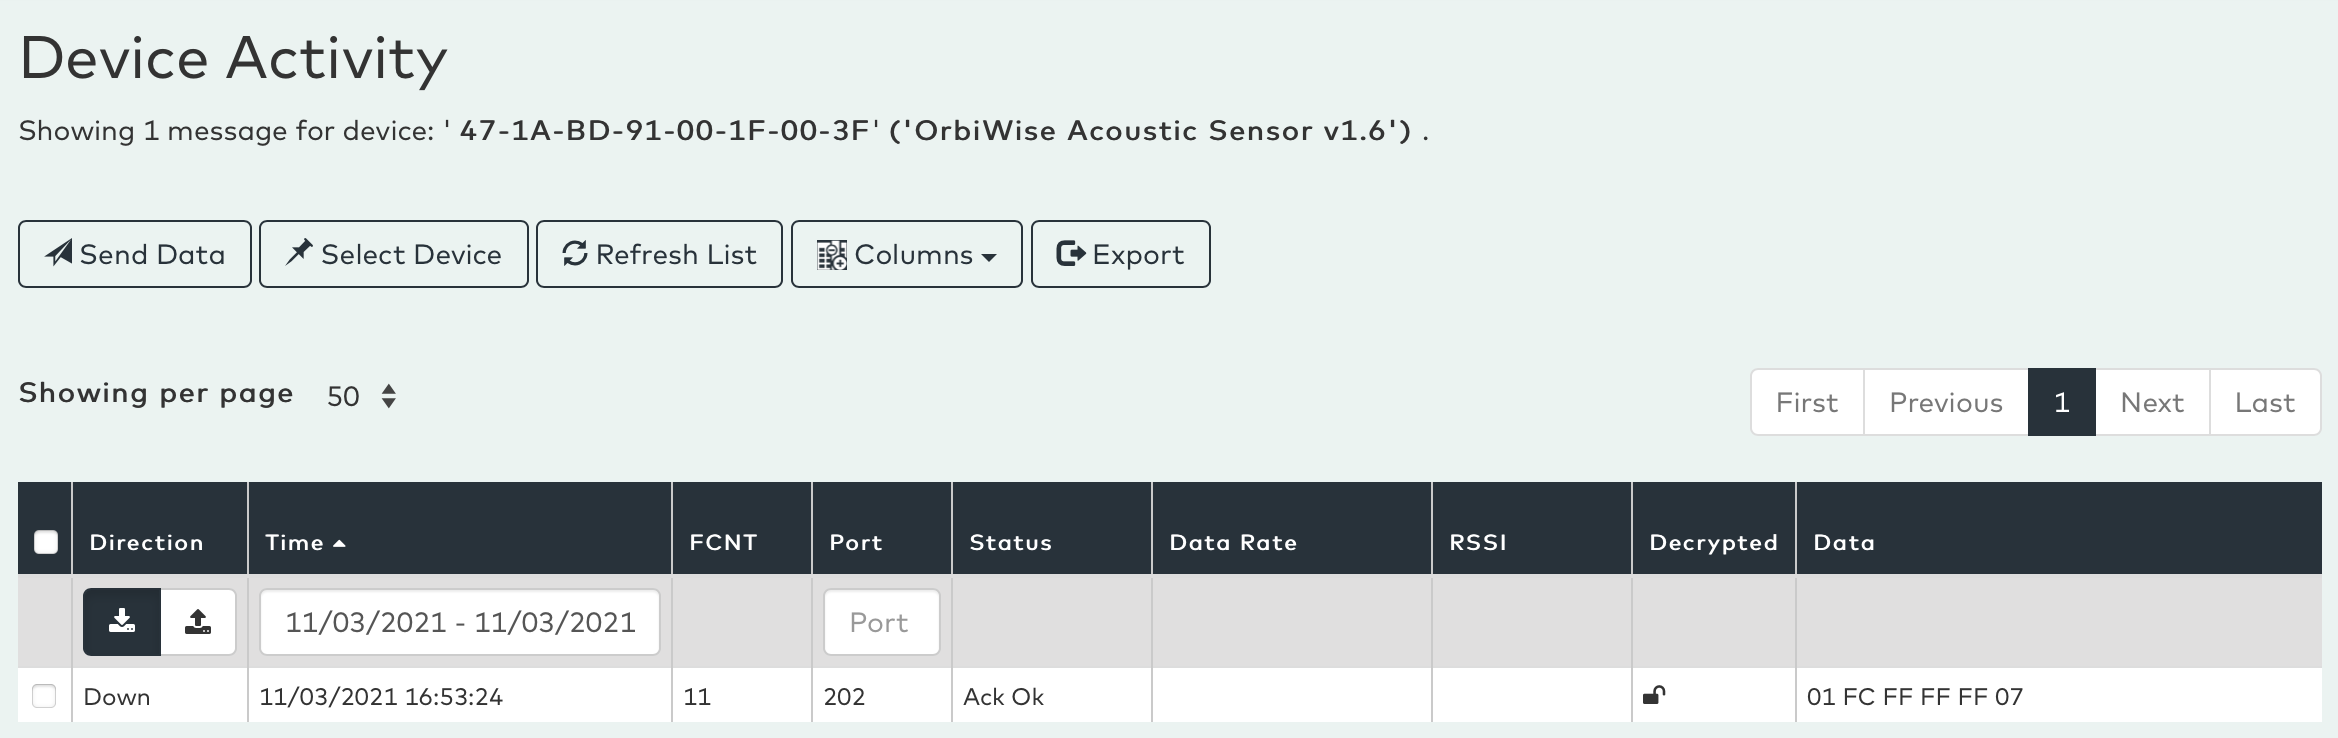 Device Activity
Showing 1 message for device: ' 47-1A-BD-91-00-1F-00-3F' ('OrbiWise Acoustic Sensor v1.6') .
Send Data Select Device Refresh List Columns Export
Showing per page 50 First Previous 1 Next Last
Direction Time FCNT Port Status Data Rate RSSI Decrypted Data
11/03/2021 - 11/03/2021 Port
Down 11/03/2021 16:53:24 11 202 Ack Ok 01 FC FF FF FF 07